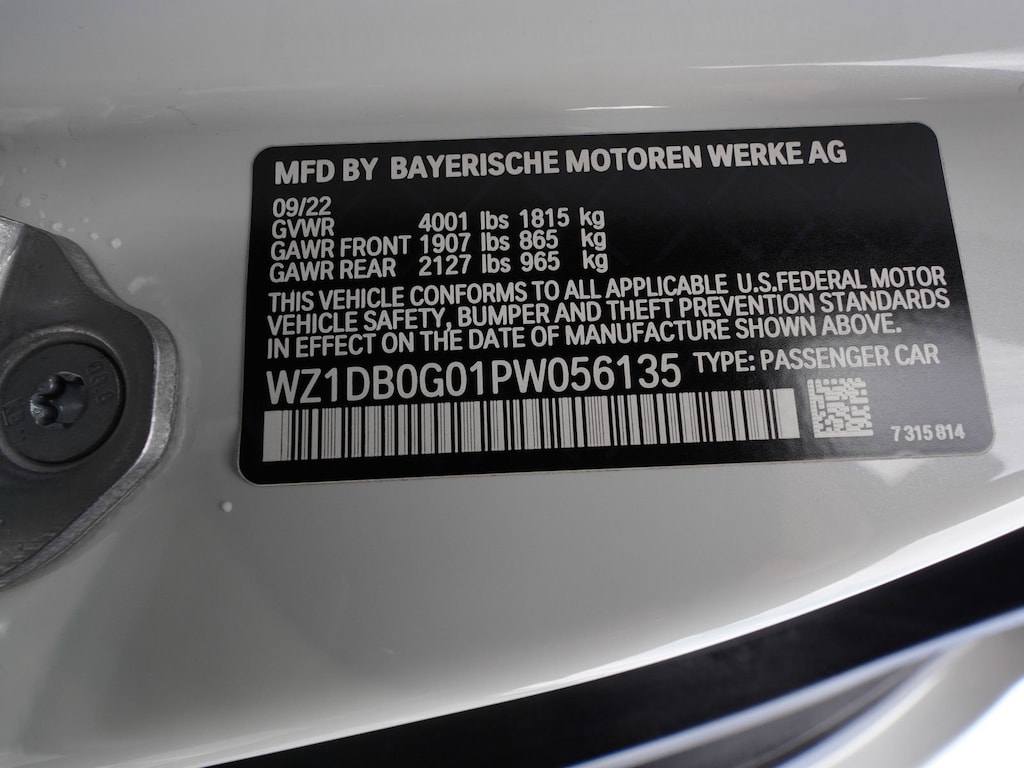 MFD BY BAYERISCHE MOTOREN WERKE AG
09/22
GVWR 4001 lbs 1815 kg
GAWR FRONT 1907 lbs 865 kg
GAWR REAR 2127 lbs 965 kg
THIS VEHICLE CONFORMS TO ALL APPLICABLE U.S.FEDERAL MOTOR
VEHICLE SAFETY, BUMPER AND THEFT PREVENTION STANDARDS
IN EFFECT ON THE DATE OF MANUFACTURE SHOWN ABOVE.
WZ1DB0G01PW056135 TYPE: PASSENGER CAR
7 315 814